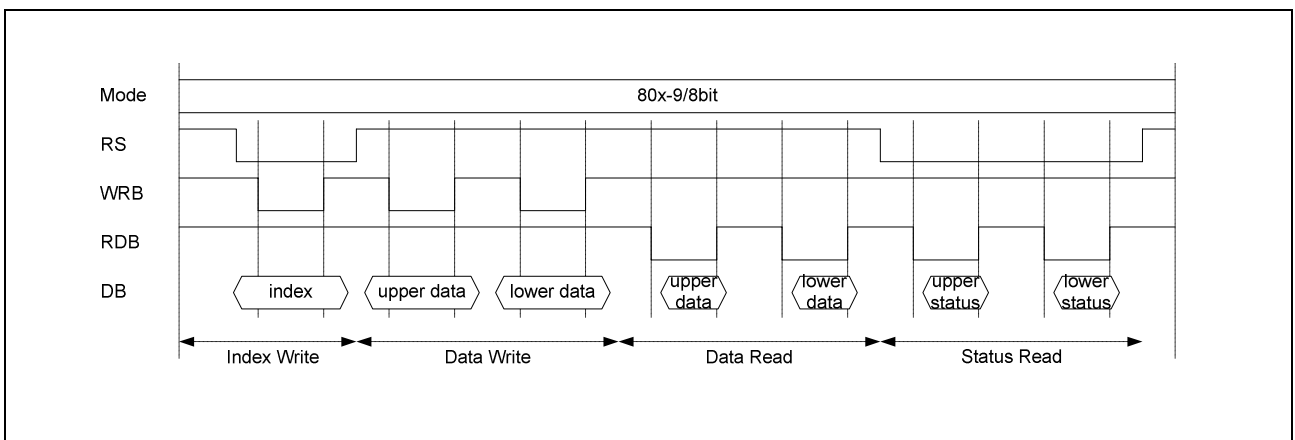 Mode 80x-9/8bit
RS
WRB
RDB
DB index upper data lower data upper data lower data upper status lower status
Index Write Data Write Data Read Status Read